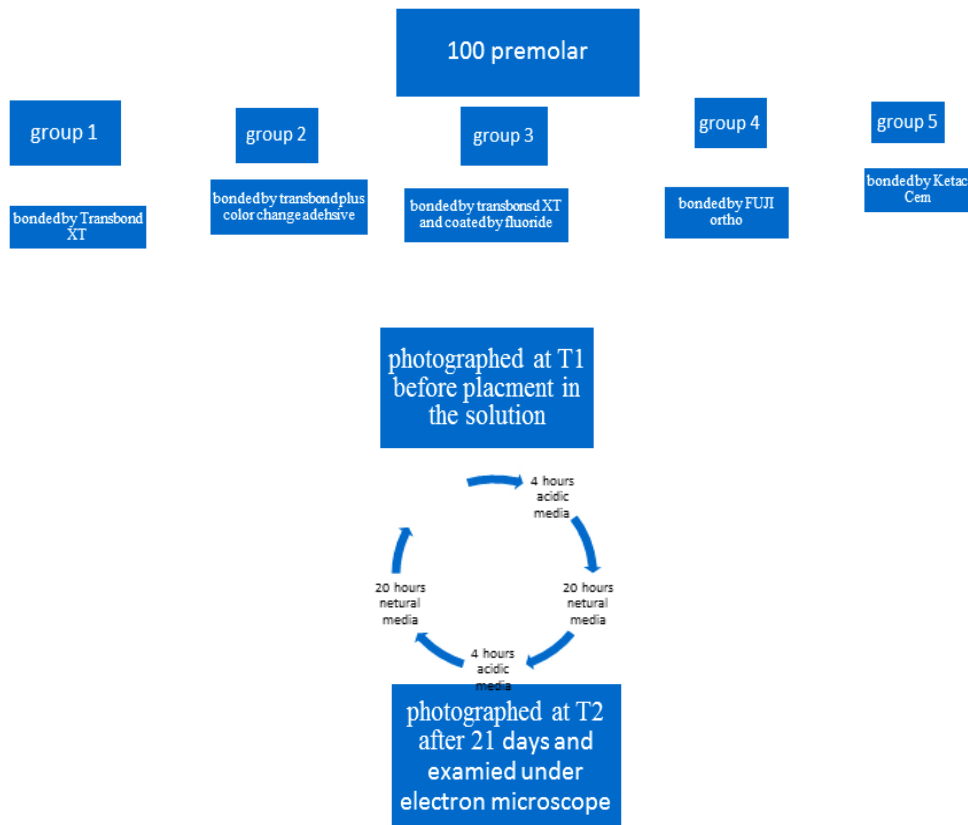 100 premolar
group 1
group 2
group 3
group 4
group 5
bonded by Transbond
XT
bonded by transbond plus
color change adehsive
bonded by transbonsd XT
and coated by fluoride
bonded by FUJI
ortho
bonded by Ketac
Cem
photographed at T1
before placment in
the solution
4 hours
acidic
media
20 hours
netural
media
4 hours
acidic
media
20 hours
netural
media
photographed at T2
after 21 days and
examied under
electron microscope